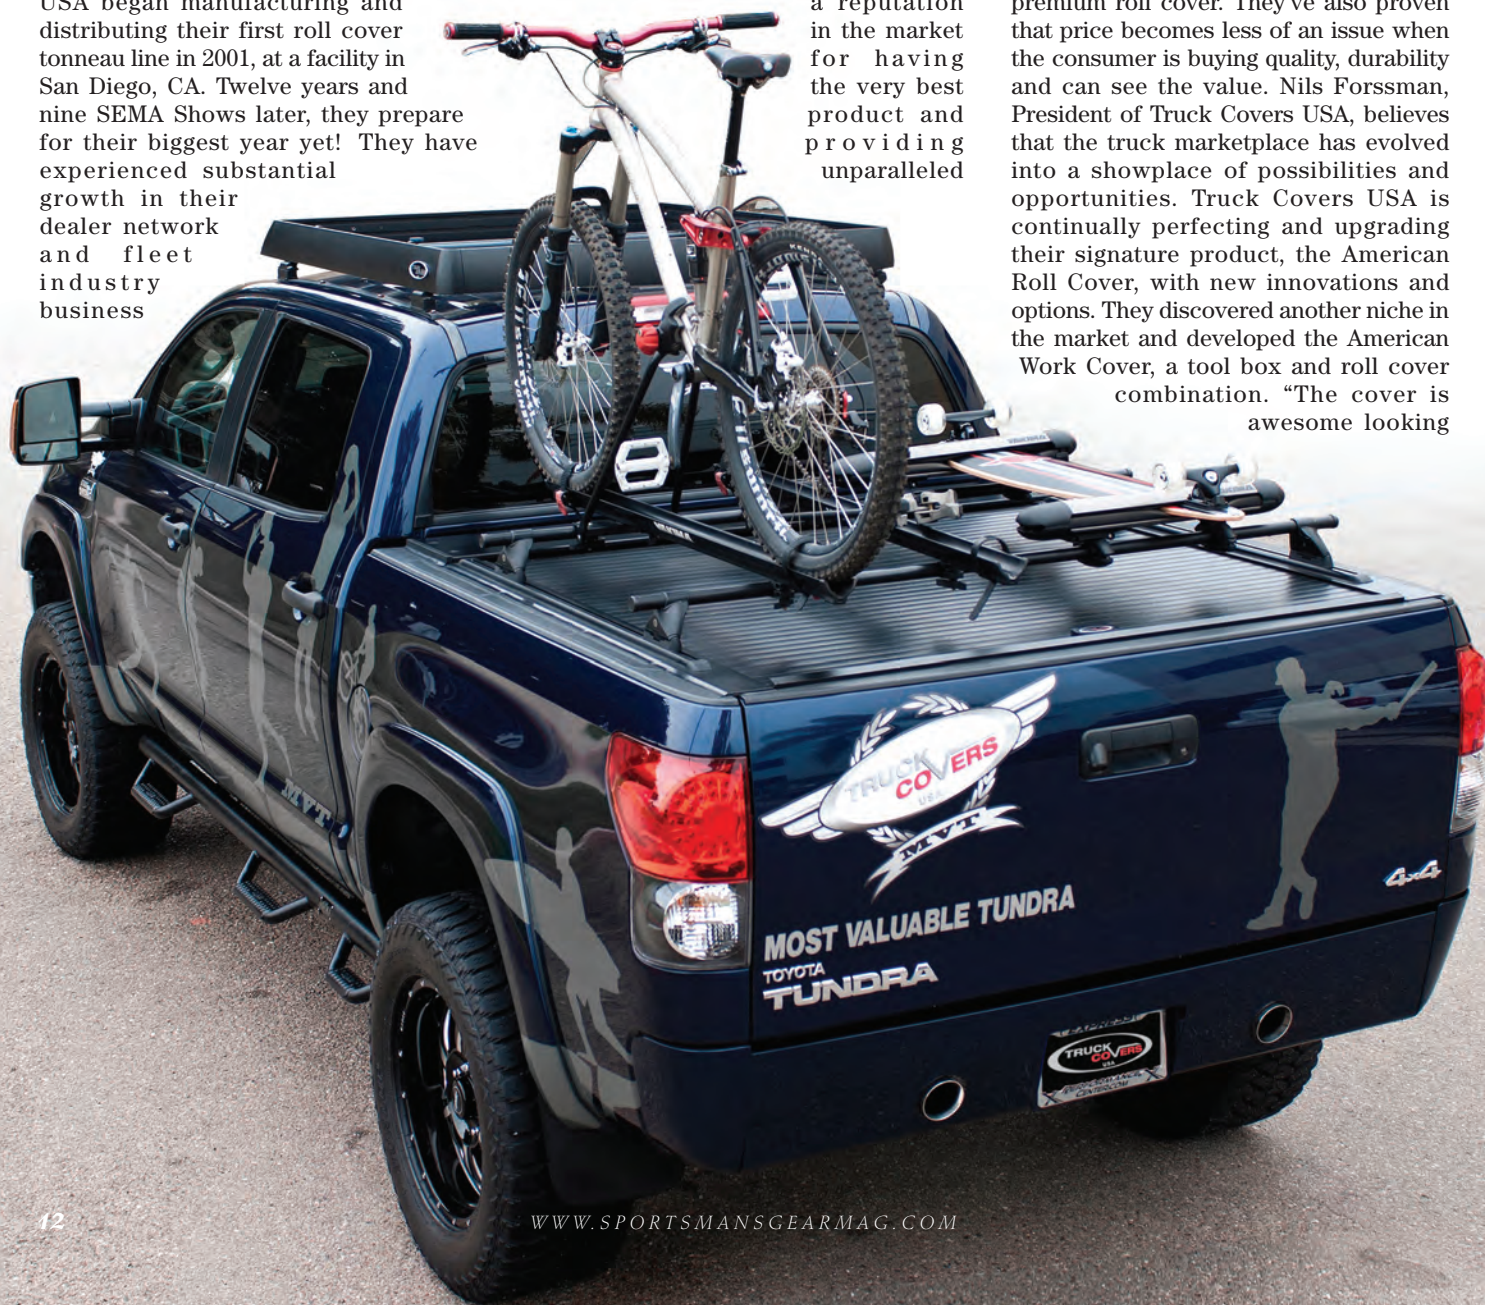 USA began manufacturing and
distributing their first roll cover
tonneau line in 2001, at a facility in
San Diego, CA. Twelve years and
nine SEMA Shows later, they prepare
for their biggest year yet! They have
experienced substantial
growth in their
dealer network
and fleet
industry
business
a reputation
in the market
for having
the very best
product and
providing
unparalleled
premium roll cover. They've also proven
that price becomes less of an issue when
the consumer is buying quality, durability
and can see the value. Nils Forssman,
President of Truck Covers USA, believes
that the truck marketplace has evolved
into a showplace of possibilities and
opportunities. Truck Covers USA is
continually perfecting and upgrading
their signature product, the American
Roll Cover, with new innovations and
options. They discovered another niche in
the market and developed the American
Work Cover, a tool box and roll cover
combination. “The cover is
awesome looking
YAKIMA
MVT
TRUCK
COVERS
USA
MVT
MOST VALUABLE TUNDRA
TOYOTA
TUNDRA
4x4
EXPRESS
TRUCK
COVERS
USA
PERFORMANCE
CENTER.COM
12
WWW.SPORTSMANSGEARMAG.COM